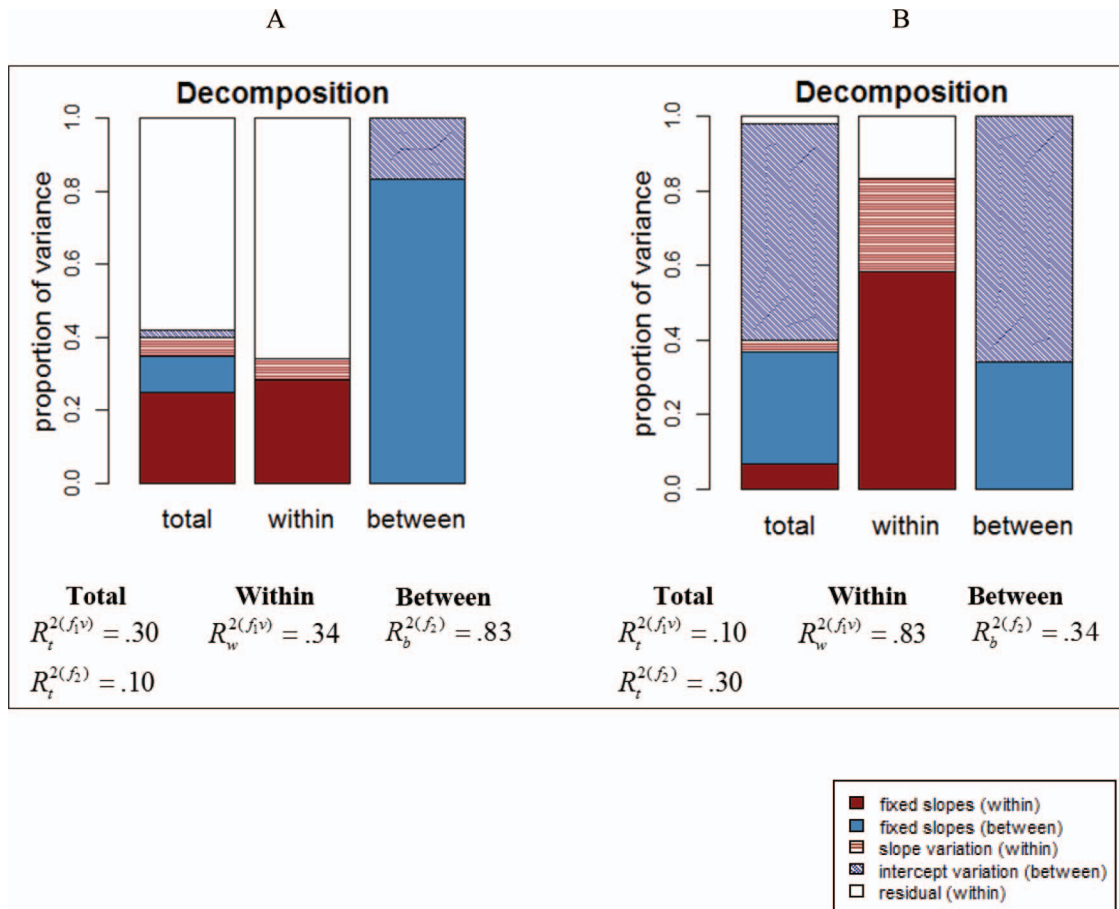 A
B
Decomposition
proportion of variance
0.0 0.2 0.4 0.6 0.8 1.0
total within between
Total Within Between
R_t^{2(f_1v)} = .30 R_w^{2(f_1v)} = .34 R_b^{2(f_2)} = .83
R_t^{2(f_2)} = .10
Decomposition
proportion of variance
0.0 0.2 0.4 0.6 0.8 1.0
total within between
Total Within Between
R_t^{2(f_1v)} = .10 R_w^{2(f_1v)} = .83 R_b^{2(f_2)} = .34
R_t^{2(f_2)} = .30
fixed slopes (within)
fixed slopes (between)
slope variation (within)
intercept variation (between)
residual (within)